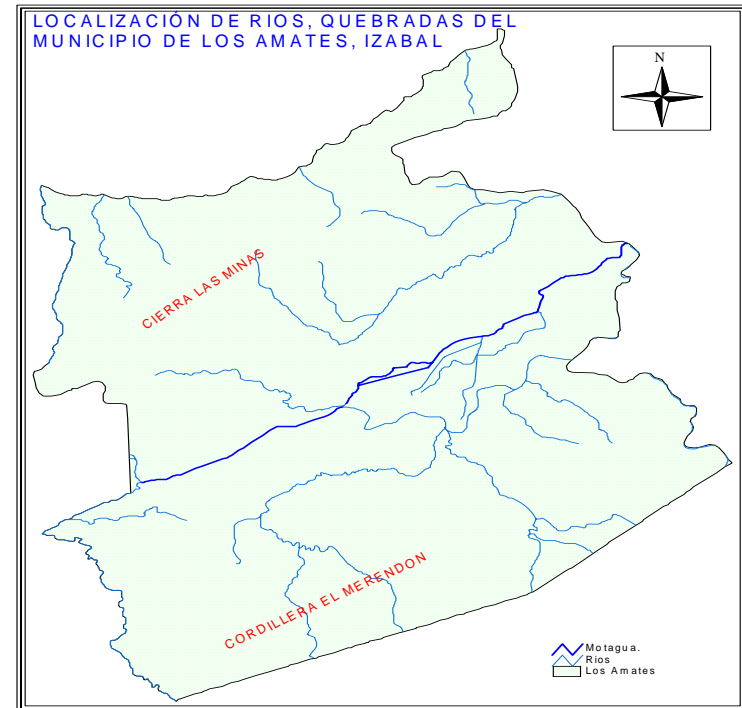 LOCALIZACIÓN DE RIOS, QUEBRADAS DEL
MUNICIPIO DE LOS AMATES, IZABAL
N
CIERRA LAS MINAS
CORDILLERA EL MERENDON
Motagua.
Rios
Los Amates